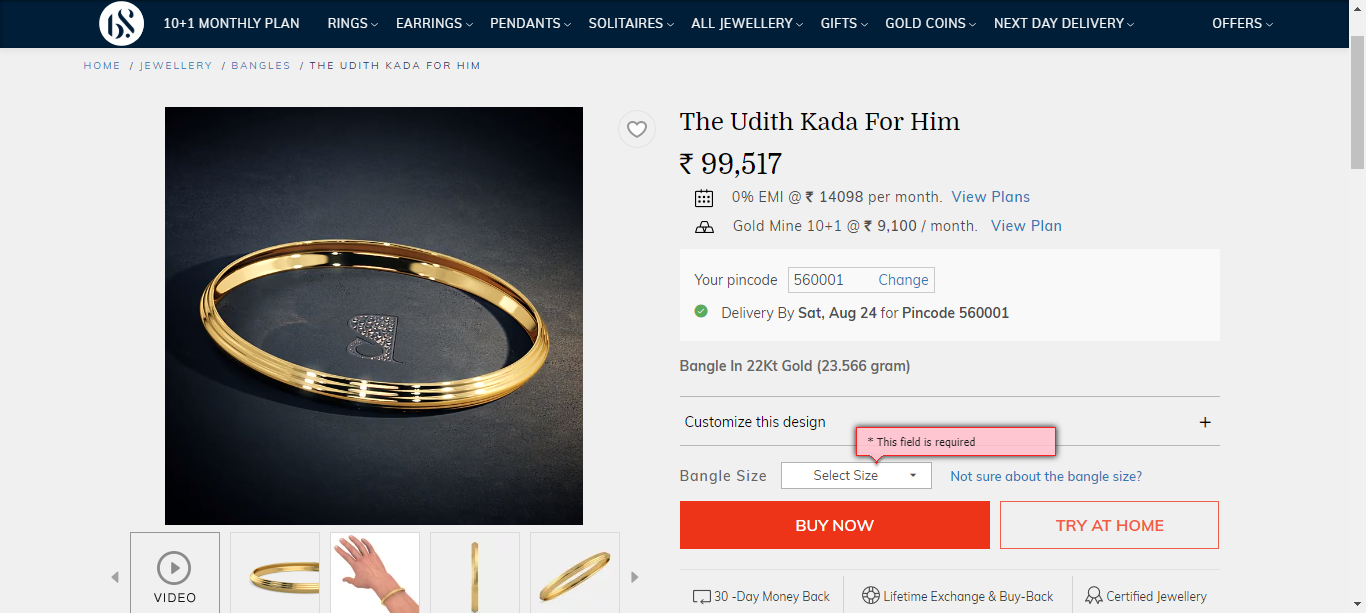 BS
10+1 MONTHLY PLAN RINGS EARRINGS PENDANTS SOLITAIRES ALL JEWELLERY GIFTS GOLD COINS NEXT DAY DELIVERY OFFERS
HOME / JEWELLERY / BANGLES / THE UDITH KADA FOR HIM
The Udith Kada For Him
₹ 99,517
0% EMI @ ₹ 14098 per month. View Plans
Gold Mine 10+1 @ ₹ 9,100 / month. View Plan
Your pincode 560001 Change
Delivery By Sat, Aug 24 for Pincode 560001
Bangle In 22Kt Gold (23.566 gram)
Customize this design +
* This field is required
Bangle Size Select Size Not sure about the bangle size?
BUY NOW TRY AT HOME
VIDEO
30 -Day Money Back Lifetime Exchange & Buy-Back Certified Jewellery